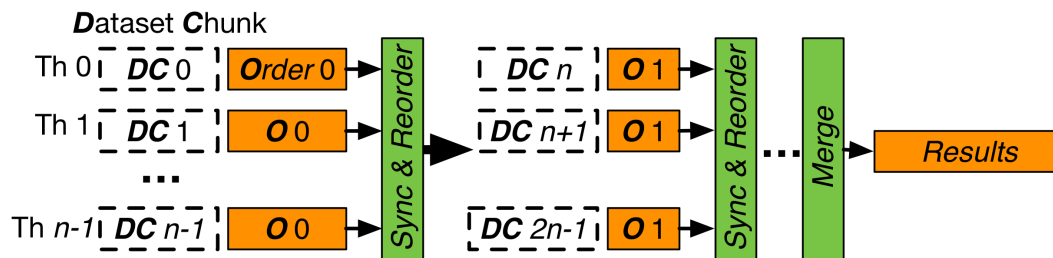 Dataset Chunk
Th 0 DC 0 Order 0 DC n O 1
Th 1 DC 1 O 0 DC n+1 O 1
...
Th n-1 DC n-1 O 0 DC 2n-1 O 1
Sync & Reorder
Sync & Reorder
...
Merge
Results